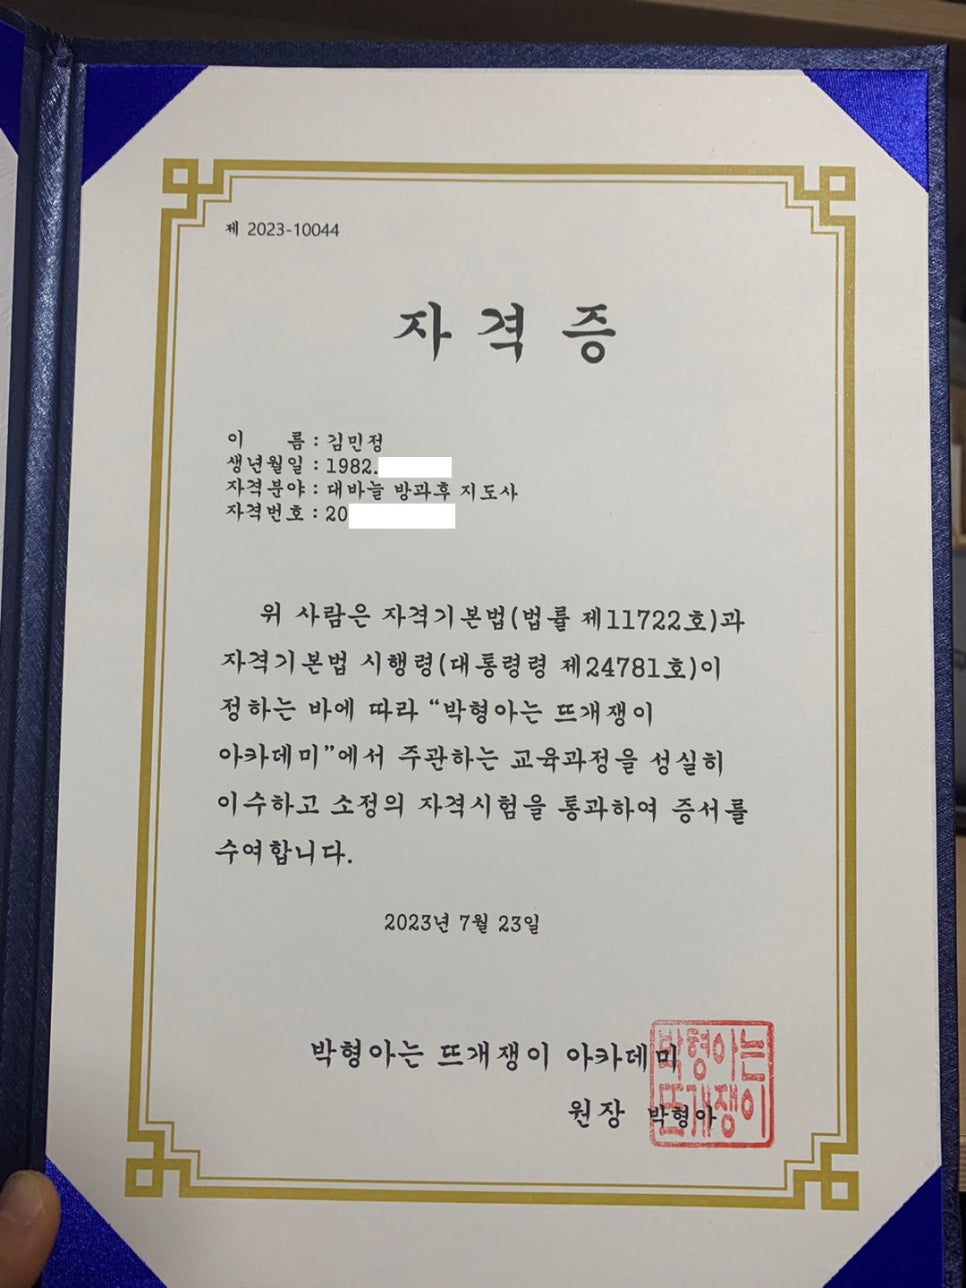 제 2023-10044
자 격 증
이 름 : 김민정
생년월일 : 1982.
자격분야 : 대바늘 방과후 지도사
자격번호 : 20
위 사람은 자격기본법(법률 제11722호)과
자격기본법 시행령(대통령령 제24781호)이
정하는 바에 따라 “박형아는 뜨개쟁이
아카데미”에서 주관하는 교육과정을 성실히
이수하고 소정의 자격시험을 통과하여 증서를
수여합니다.
2023년 7월 23일
박형아는 뜨개쟁이 아카데미
원장 박형아
박형아는
뜨개쟁이